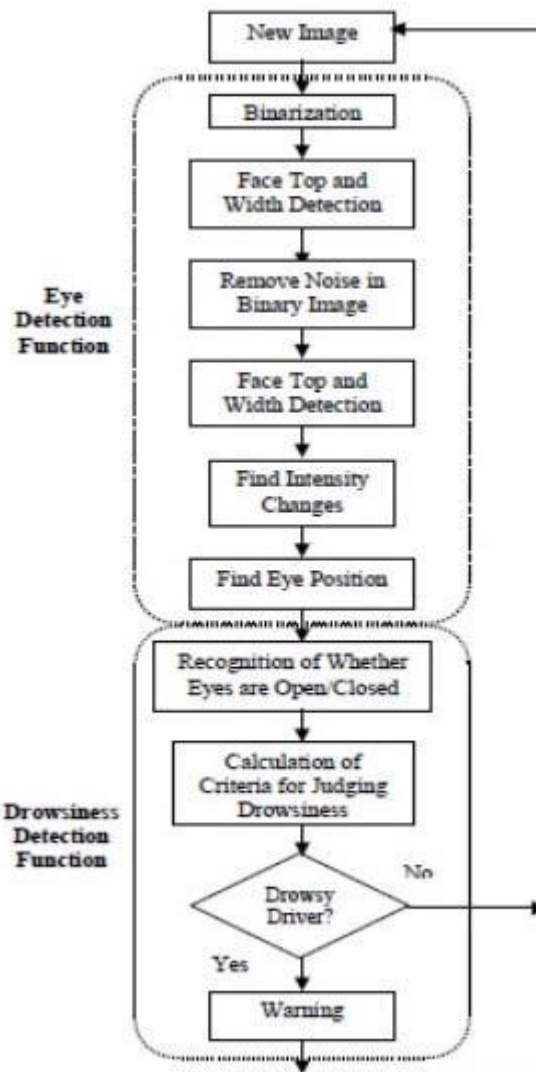 New Image
Binarization
Face Top and
Width Detection
Remove Noise in
Binary Image
Eye
Detection
Function
Face Top and
Width Detection
Find Intensity
Changes
Find Eye Position
Recognition of Whether
Eyes are Open/Closed
Calculation of
Criteria for Judging
Drowsiness
Drowsiness
Detection
Function
Drowsy
Driver?
No
Yes
Warning